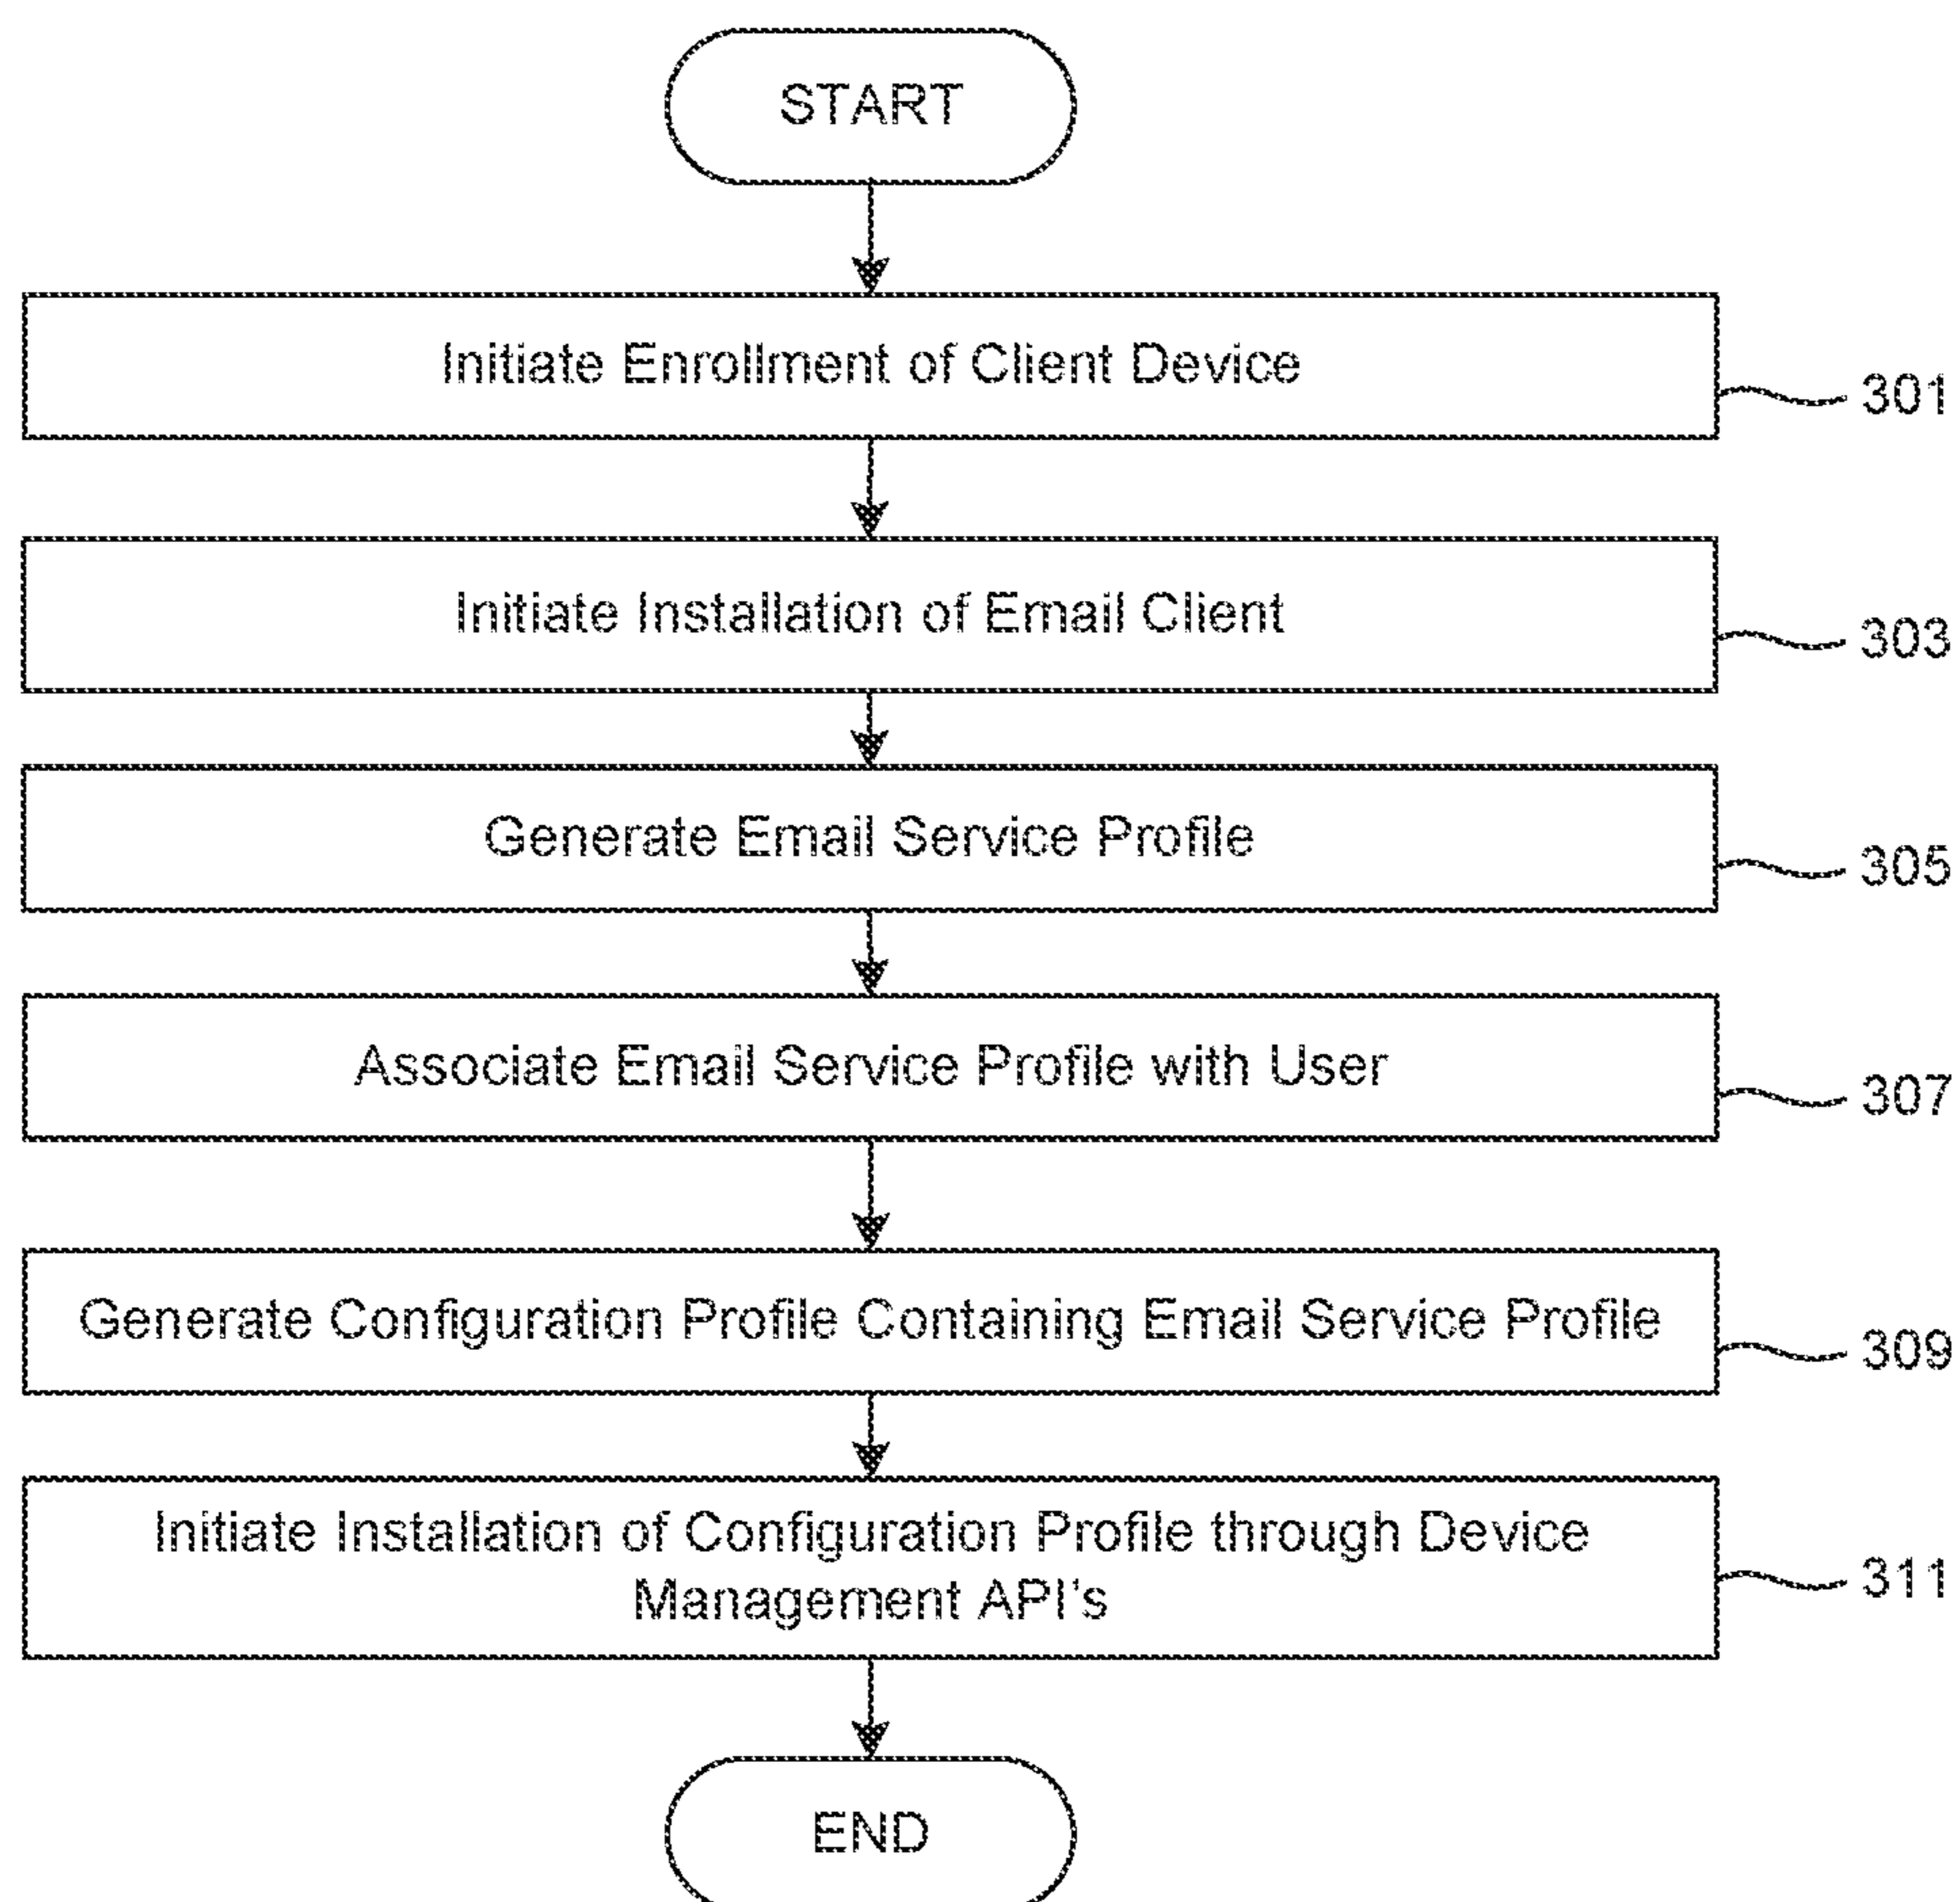 START
Initiate Enrollment of Client Device
301
Initiate Installation of Email Client
303
Generate Email Service Profile
305
Associate Email Service Profile with User
307
Generate Configuration Profile Containing Email Service Profile
309
Initiate Installation of Configuration Profile through Device
Management API's
311
END